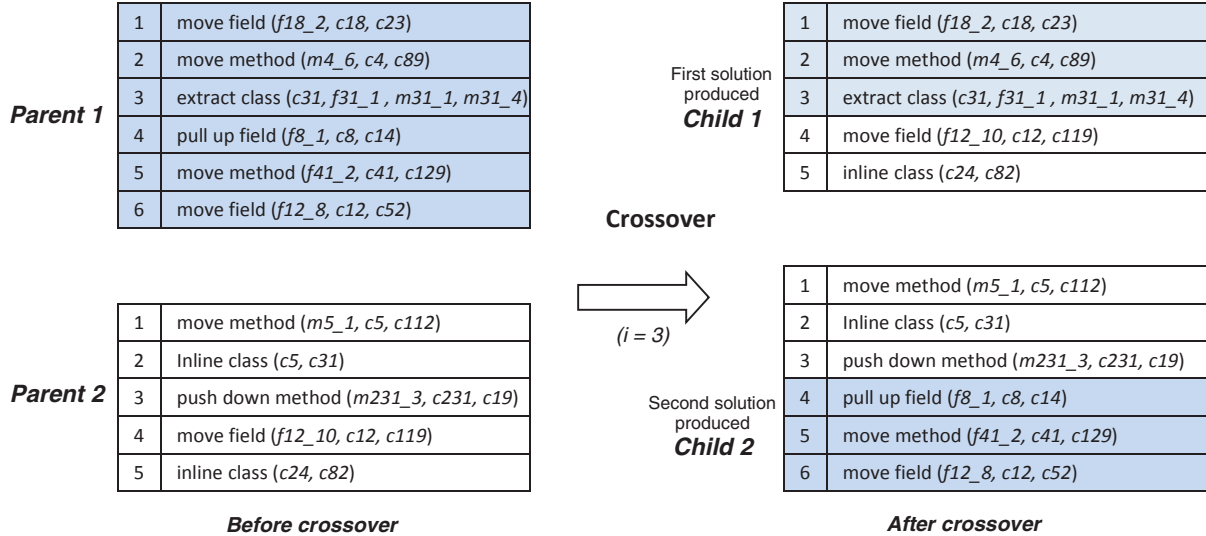 Parent 1
1 move field (f18_2, c18, c23)
2 move method (m4_6, c4, c89)
3 extract class (c31, f31_1 , m31_1, m31_4)
4 pull up field (f8_1, c8, c14)
5 move method (f41_2, c41, c129)
6 move field (f12_8, c12, c52)
Parent 2
1 move method (m5_1, c5, c112)
2 Inline class (c5, c31)
3 push down method (m231_3, c231, c19)
4 move field (f12_10, c12, c119)
5 inline class (c24, c82)
Before crossover
Crossover
(i = 3)
First solution
produced
Child 1
1 move field (f18_2, c18, c23)
2 move method (m4_6, c4, c89)
3 extract class (c31, f31_1 , m31_1, m31_4)
4 move field (f12_10, c12, c119)
5 inline class (c24, c82)
Second solution
produced
Child 2
1 move method (m5_1, c5, c112)
2 Inline class (c5, c31)
3 push down method (m231_3, c231, c19)
4 pull up field (f8_1, c8, c14)
5 move method (f41_2, c41, c129)
6 move field (f12_8, c12, c52)
After crossover